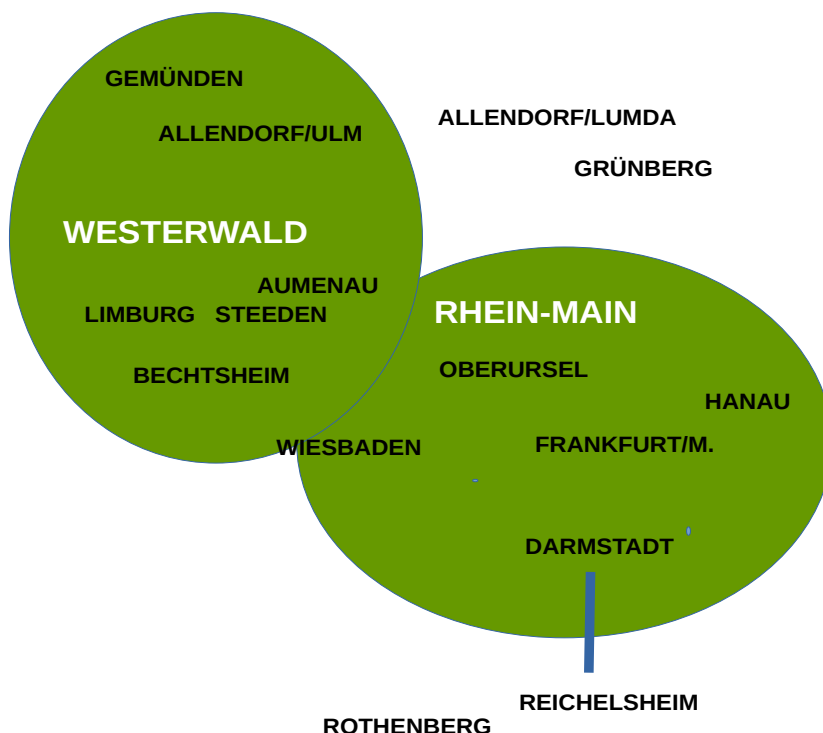 GEMÜNDEN
ALLENDORF/LUMDA
ALLENDORF/ULM
GRÜNBERG
WESTERWALD
AUMENAU
RHEIN-MAIN
LIMBURG STEEDEN
OBERURSEL
BECHTSHEIM
HANAU
WIESBADEN
FRANKFURT/M.
DARMSTADT
REICHELSHEIM
ROTHENBERG